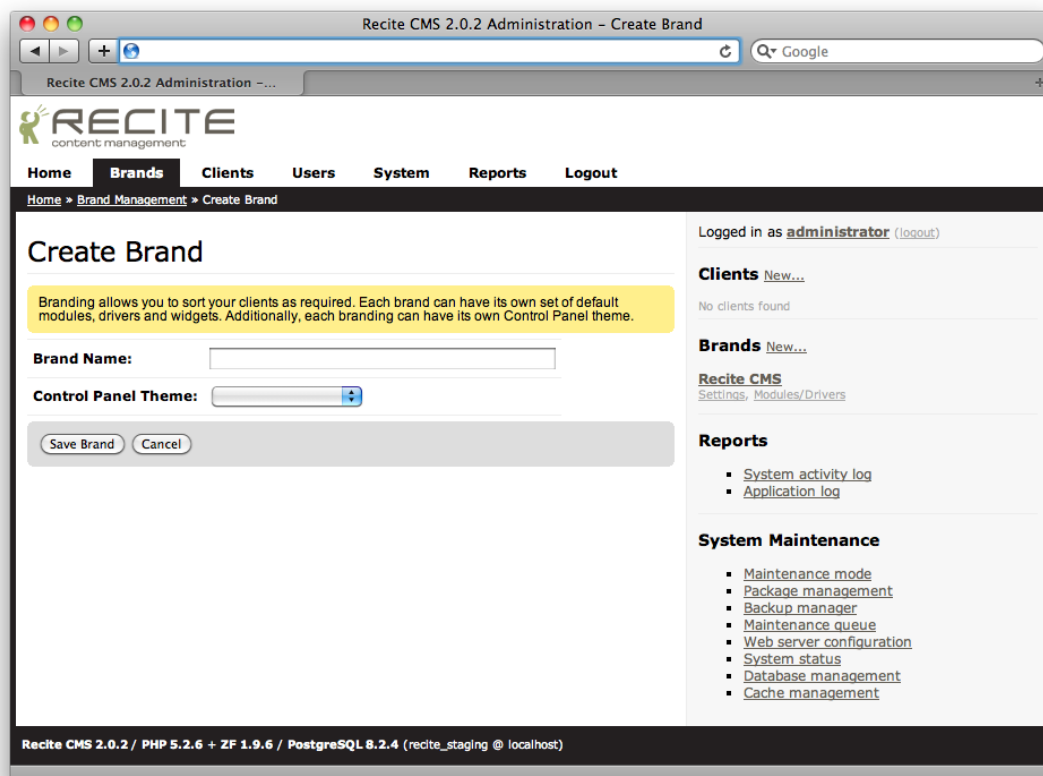 Recite CMS 2.0.2 Administration – Create Brand
Google
Recite CMS 2.0.2 Administration –...
RECITE
content management
Home Brands Clients Users System Reports Logout
Home » Brand Management » Create Brand
Create Brand
Branding allows you to sort your clients as required. Each brand can have its own set of default
modules, drivers and widgets. Additionally, each branding can have its own Control Panel theme.
Brand Name:
Control Panel Theme:
Save Brand Cancel
Logged in as administrator (logout)
Clients New...
No clients found
Brands New...
Recite CMS
Settings, Modules/Drivers
Reports
System activity log
Application log
System Maintenance
Maintenance mode
Package management
Backup manager
Maintenance queue
Web server configuration
System status
Database management
Cache management
Recite CMS 2.0.2 / PHP 5.2.6 + ZF 1.9.6 / PostgreSQL 8.2.4 (recite_staging @ localhost)